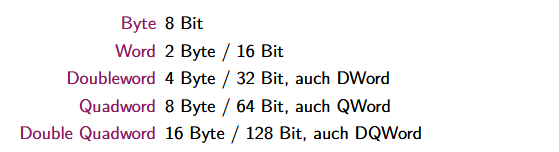 Byte 8 Bit
Word 2 Byte / 16 Bit
Doubleword 4 Byte / 32 Bit, auch DWord
Quadword 8 Byte / 64 Bit, auch QWord
Double Quadword 16 Byte / 128 Bit, auch DQWord